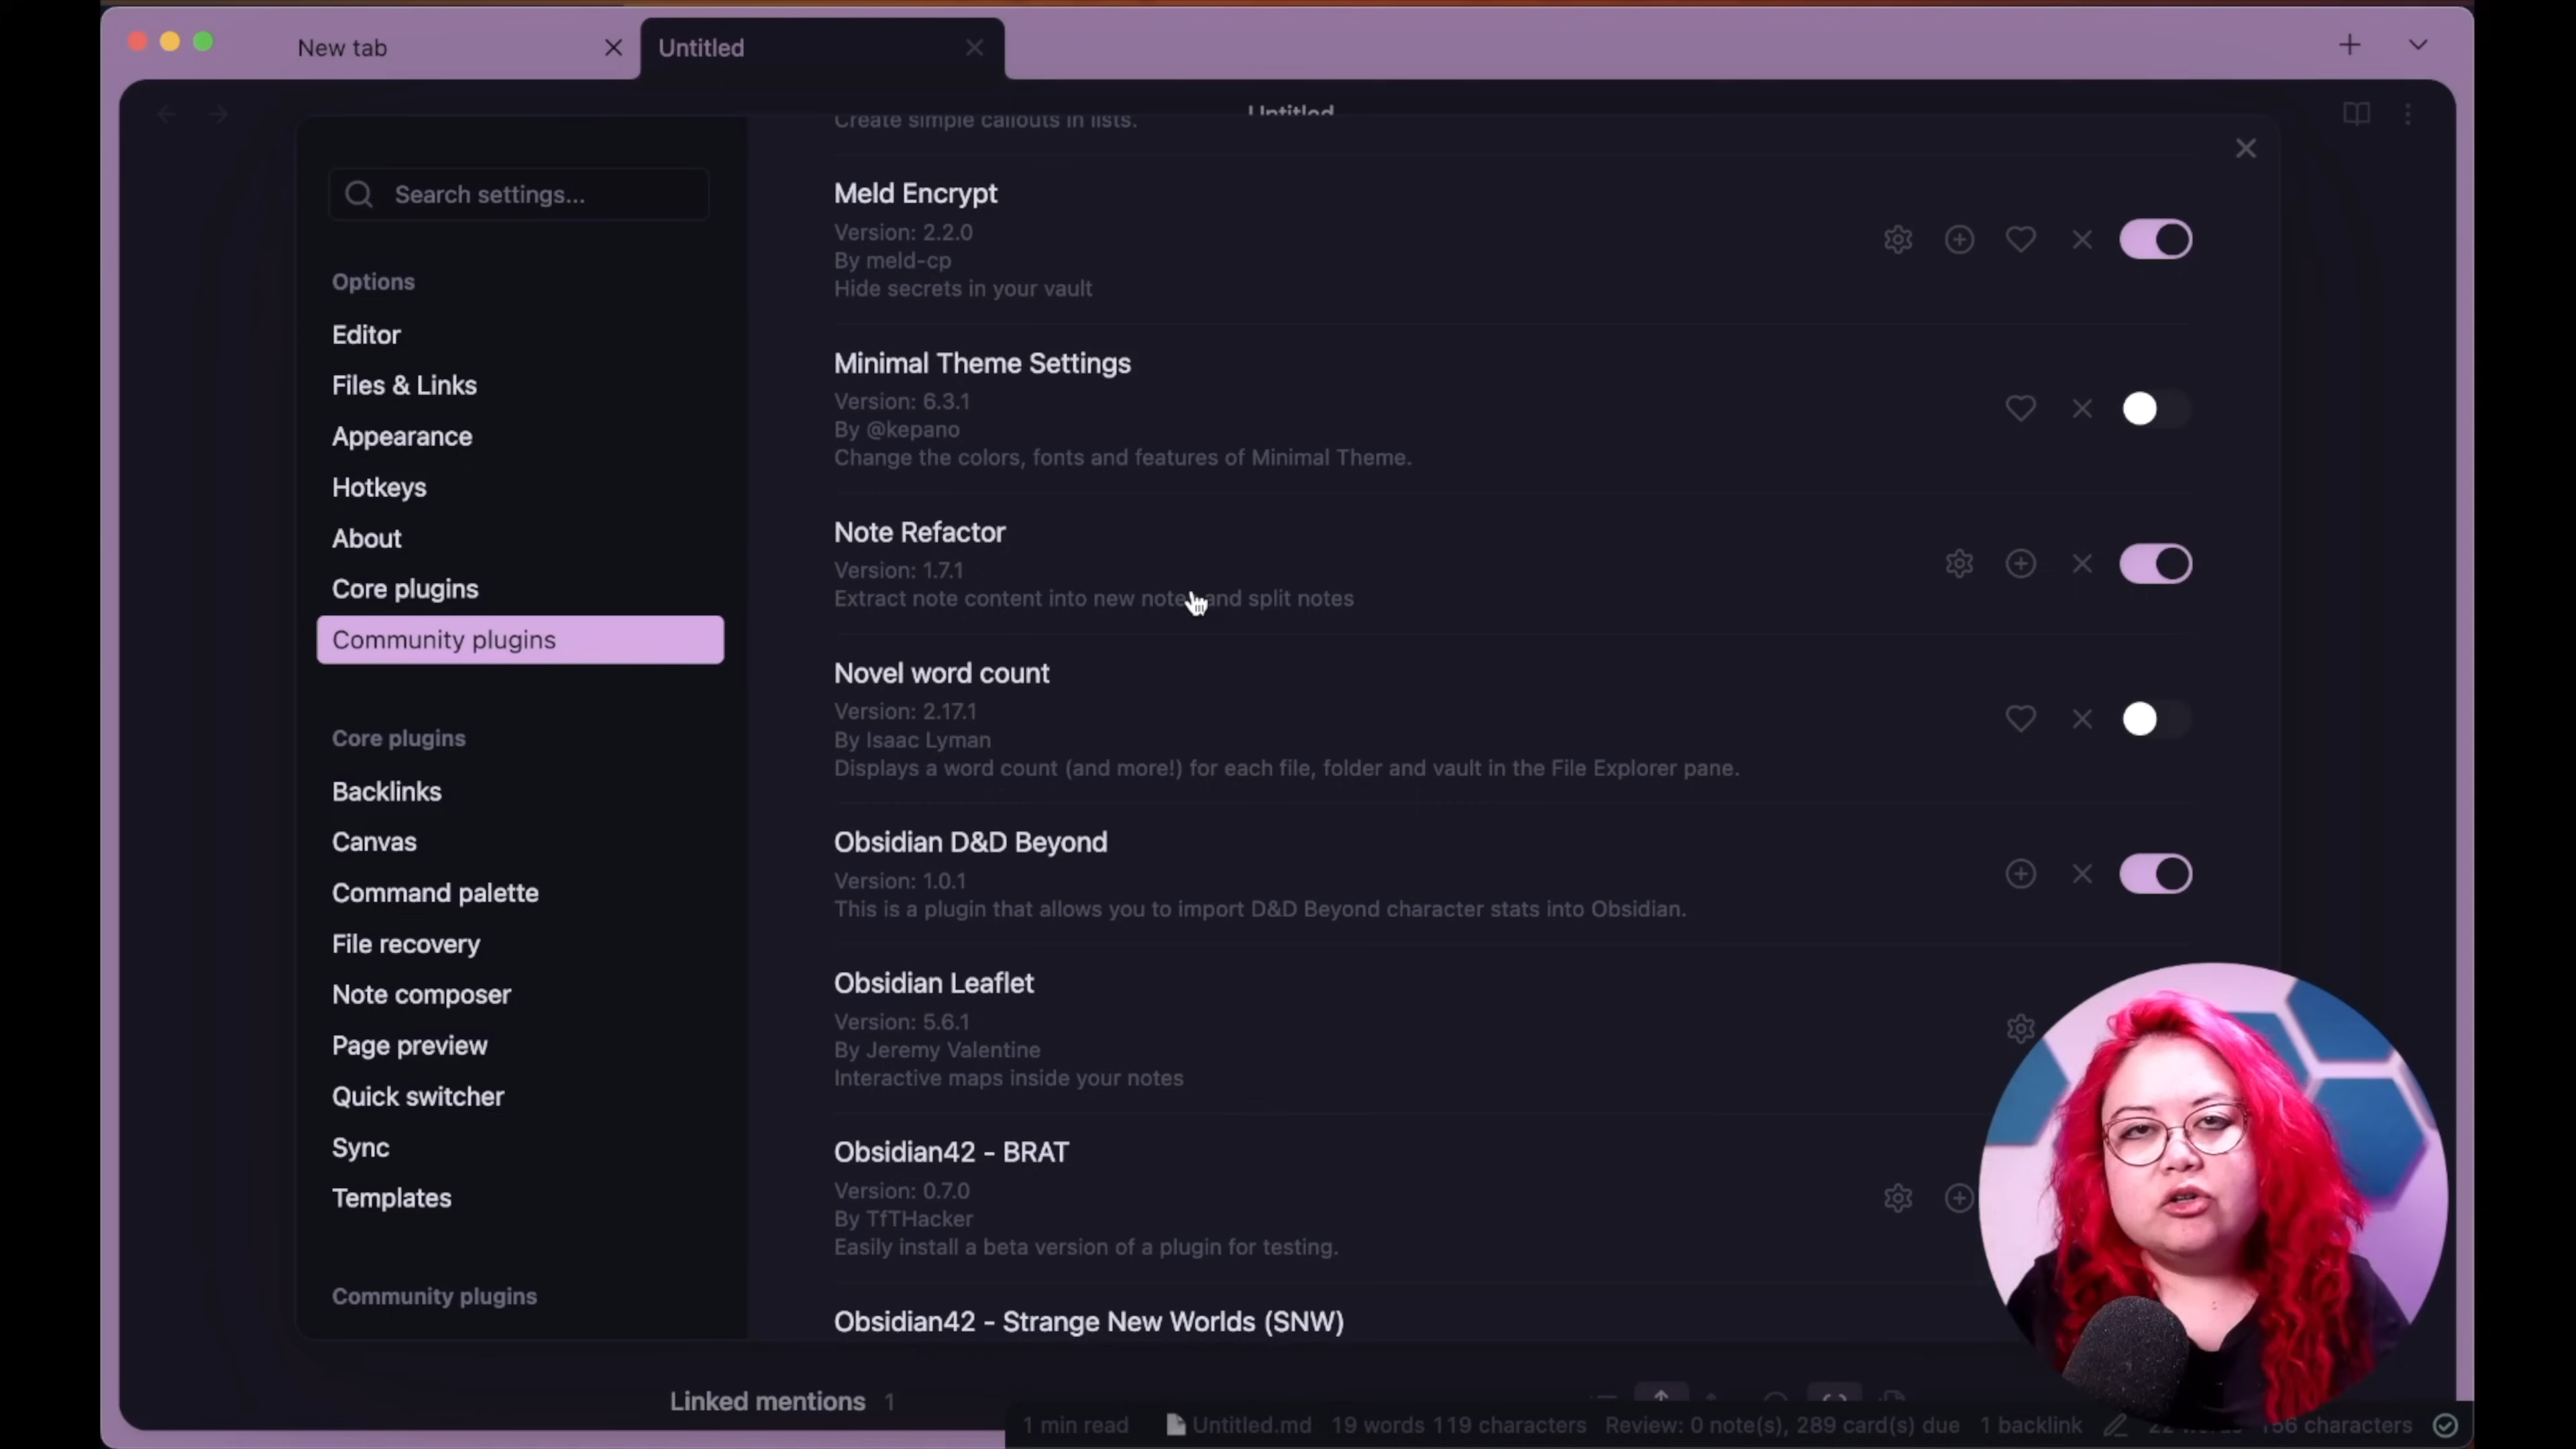 New tab
Untitled
Untitled
Search settings...
Options
Editor
Files & Links
Appearance
Hotkeys
About
Core plugins
Community plugins
Core plugins
Backlinks
Canvas
Command palette
File recovery
Note composer
Page preview
Quick switcher
Sync
Templates
Community plugins
Create simple callouts in lists.
Meld Encrypt
Version: 2.2.0
By meld-cp
Hide secrets in your vault
Minimal Theme Settings
Version: 6.3.1
By @kepano
Change the colors, fonts and features of Minimal Theme.
Note Refactor
Version: 1.7.1
Extract note content into new notes and split notes
Novel word count
Version: 2.17.1
By Isaac Lyman
Displays a word count (and more!) for each file, folder and vault in the File Explorer pane.
Obsidian D&D Beyond
Version: 1.0.1
This is a plugin that allows you to import D&D Beyond character stats into Obsidian.
Obsidian Leaflet
Version: 5.6.1
By Jeremy Valentine
Interactive maps inside your notes
Obsidian42 - BRAT
Version: 0.7.0
By TfTHacker
Easily install a beta version of a plugin for testing.
Obsidian42 - Strange New Worlds (SNW)
Linked mentions 1
1 min read Untitled.md 19 words 119 characters Review: 0 note(s), 289 card(s) due 1 backlink characters